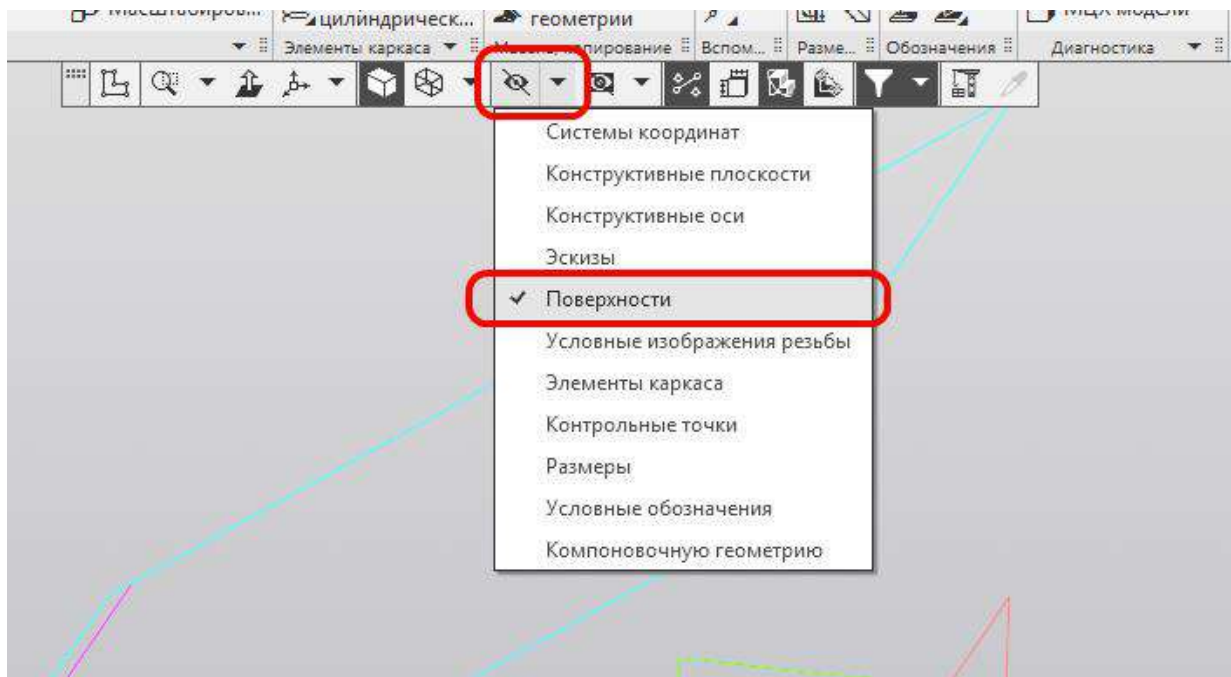 цилиндрическ...
геометрии
Элементы каркаса
Вспом...
Разме...
Обозначения
Диагностика
Системы координат
Конструктивные плоскости
Конструктивные оси
Эскизы
Поверхности
Условные изображения резьбы
Элементы каркаса
Контрольные точки
Размеры
Условные обозначения
Компоновочную геометрию